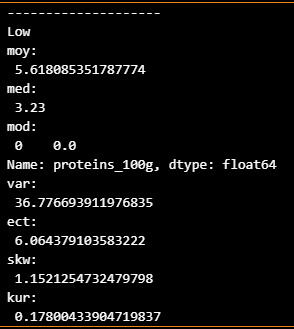 --------------------
Low
moy:
 5.618085351787774
med:
 3.23
mod:
 0    0.0
Name: proteins_100g, dtype: float64
var:
 36.776693911976835
ect:
 6.064379103583222
skw:
 1.1521254732479798
kur:
 0.17800433904719837